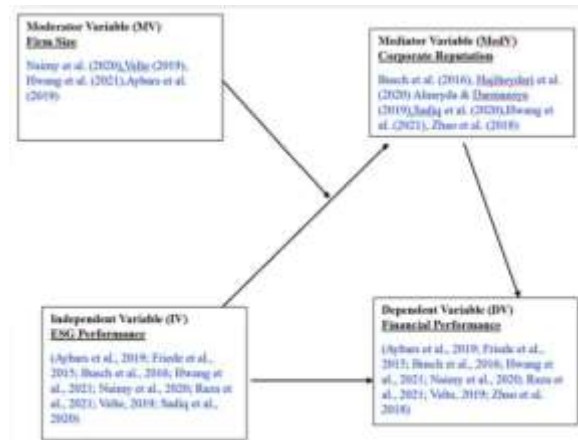 Moderator Variable (MV)
Firm Size
Naimy et al. (2020),Velte (2019),
Hwang et al. (2021),Aybars et al.
(2019)
Mediator Variable (MedV)
Corporate Reputation
Busch et al. (2016), et al.
(2020) &
(2019),Sadiq et al. (2020),Hwang et
al. (2021), Zhao et al. (2018)
Independent Variable (IV)
ESG Performance
(Aybars et al., 2019; Friede et al.,
2015; Busch et al., 2016; Hwang
et al., 2021; Naimy et al., 2020; Raza et
al., 2021; Velte, 2019; Sadiq et al.,
2020)
Dependent Variable (DV)
Financial Performance
(Aybars et al., 2019; Friede et al.,
2015; Busch et al., 2016; Hwang et al.,
2021; Naimy et al., 2020; Raza et al.,
2021; Velte, 2019; Zhao et al.
2018)